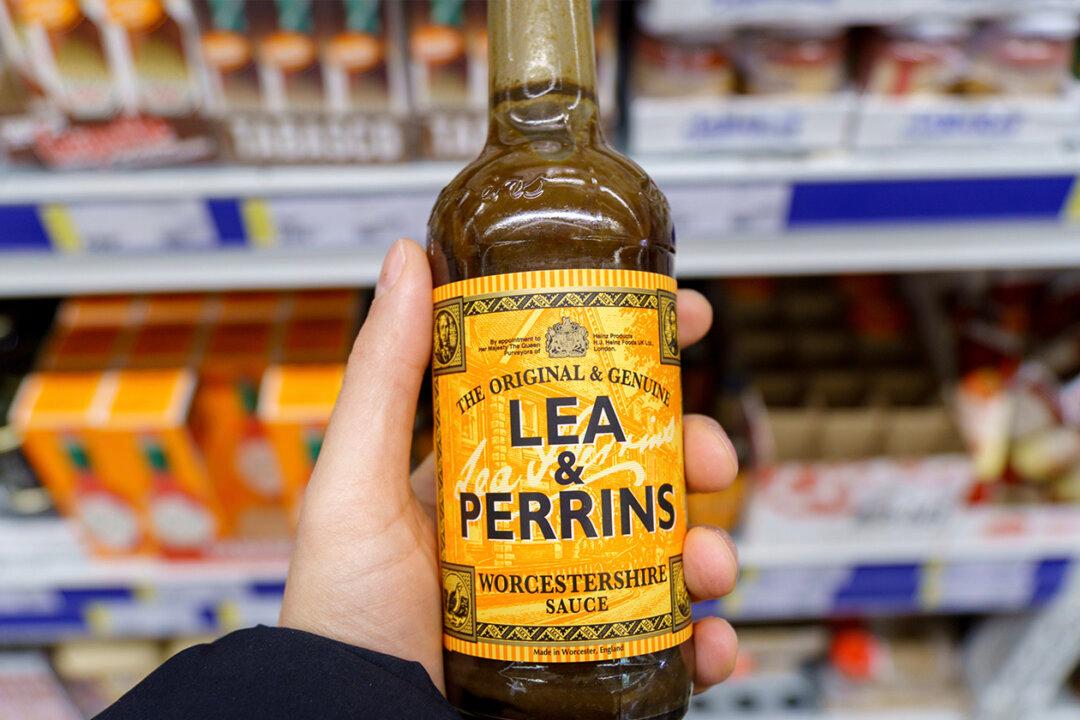 TABASCO
By appointment to
Her Majesty The Queen
Purveyors of
Heinz Products
H.J. Heinz Foods UK Ltd.,
London.
THE ORIGINAL & GENUINE
LEA
&
PERRINS
WORCESTERSHIRE
SAUCE
Made in Worcester, England